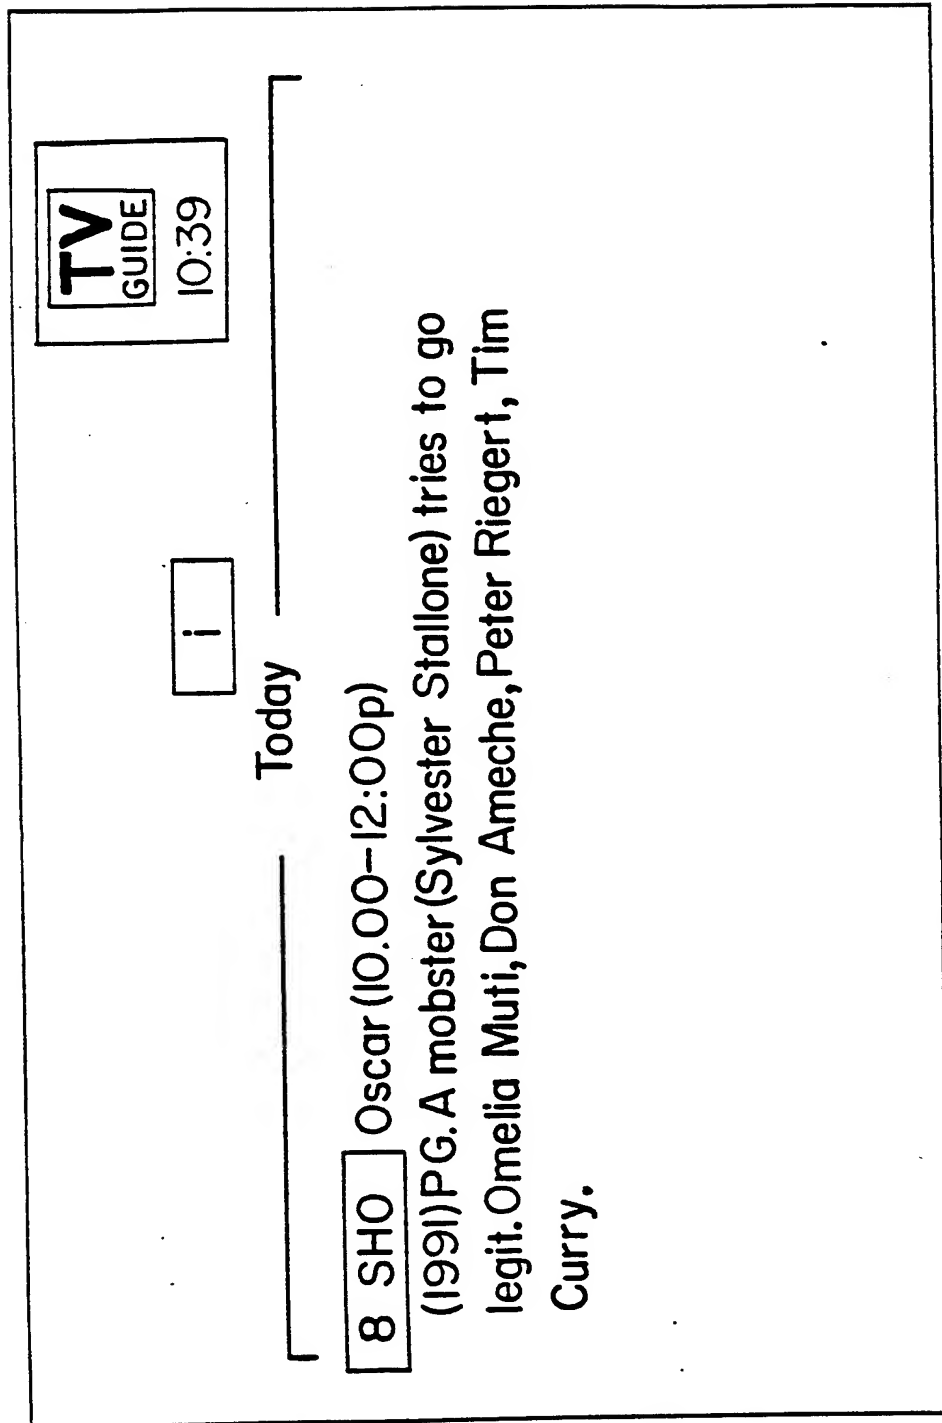 TV
GUIDE
10:39
i
Today
8 SHO Oscar (10.00-12:00p)
(1991) PG. A mobster (Sylvester Stallone) tries to go
legit. Omelia Muti, Don Ameche, Peter Riegert, Tim
Curry.